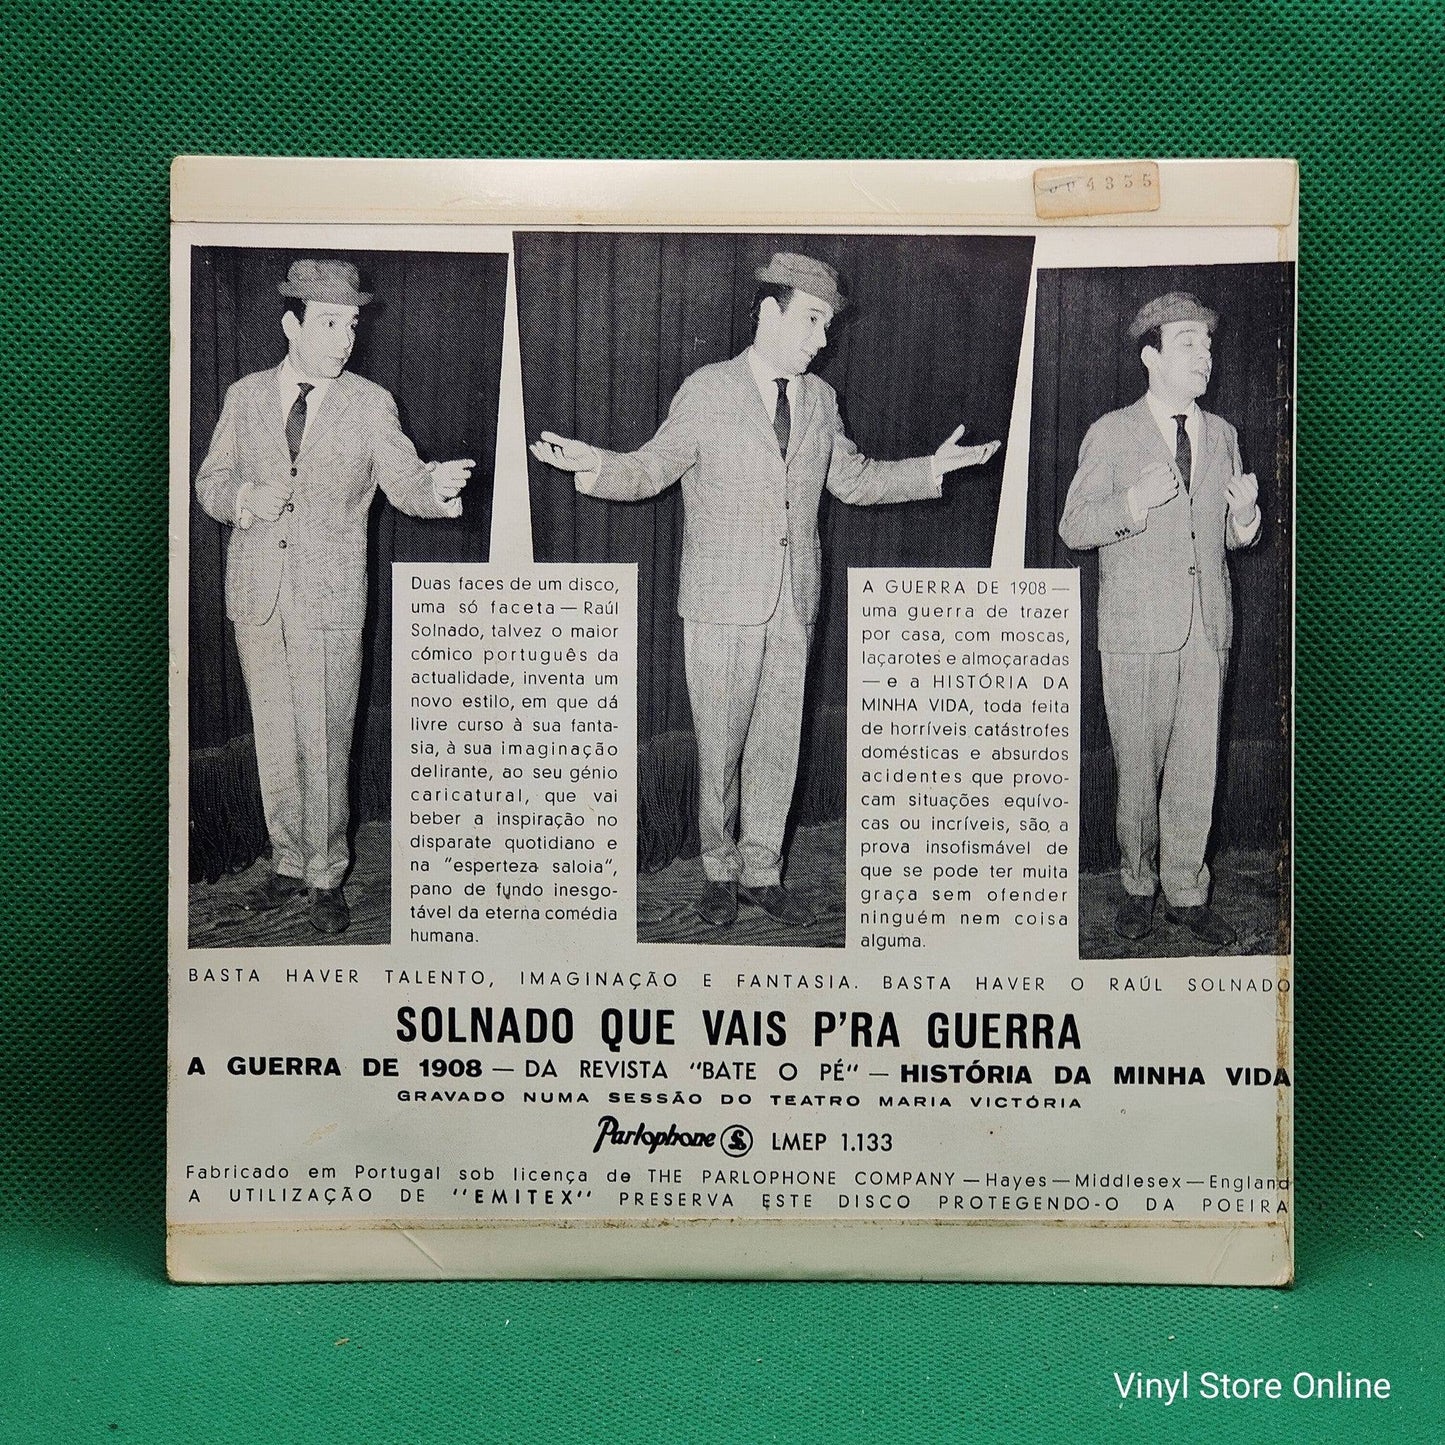 4355
Duas faces de um disco,
uma só faceta — Raúl
Solnado, talvez o maior
cómico português da
actualidade, inventa um
novo estilo, em que dá
livre curso à sua fanta-
sia, à sua imaginação
delirante, ao seu génio
caricatural, que vai
beber a inspiração no
disparate quotidiano e
na "esperteza saloia",
pano de fundo inesgo-
tável da eterna comédia
humana.
A GUERRA DE 1908 —
uma guerra de trazer
por casa, com moscas,
laçarotes e almoçaradas
— e a HISTÓRIA DA
MINHA VIDA, toda feita
de horríveis catástrofes
domésticas e absurdos
acidentes que provo-
cam situações equívo-
cas ou incríveis, são a
prova insofismável de
que se pode ter muita
graça sem ofender
ninguém nem coisa
alguma.
BASTA HAVER TALENTO, IMAGINAÇÃO E FANTASIA. BASTA HAVER O RAÚL SOLNADO
SOLNADO QUE VAIS P'RA GUERRA
A GUERRA DE 1908 — DA REVISTA "BATE O PÉ" — HISTÓRIA DA MINHA VIDA
GRAVADO NUMA SESSÃO DO TEATRO MARIA VICTÓRIA
Parlophone LMEP 1.133
Fabricado em Portugal sob licença de THE PARLOPHONE COMPANY — Hayes — Middlesex — England
A UTILIZAÇÃO DE "EMITEX" PRESERVA ESTE DISCO PROTEGENDO-O DA POEIRA
Vinyl Store Online